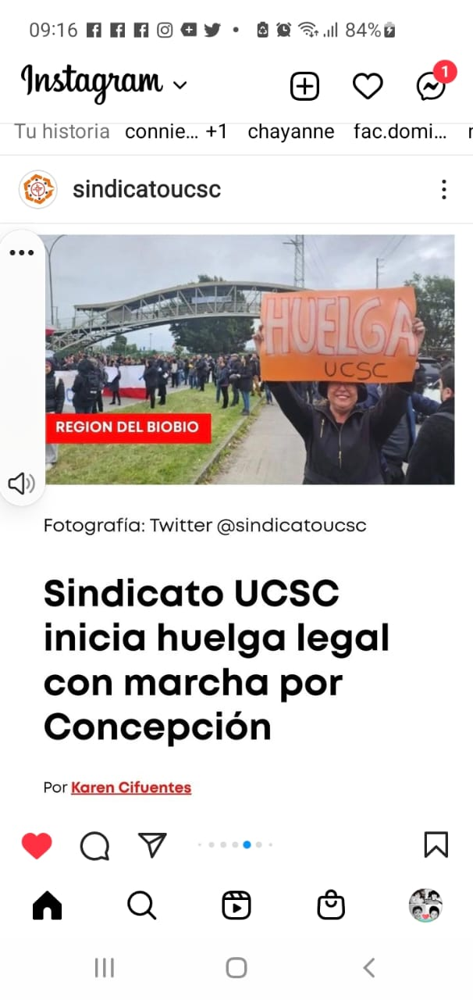 09:16
84%
Instagram
1
Tu historia connie... +1 chayanne fac.domi...
sindicatoucsc
HUELGA
UCSC
REGION DEL BIOBIO
Fotografía: Twitter @sindicatoucsc
Sindicato UCSC
inicia huelga legal
con marcha por
Concepción
Por Karen Cifuentes